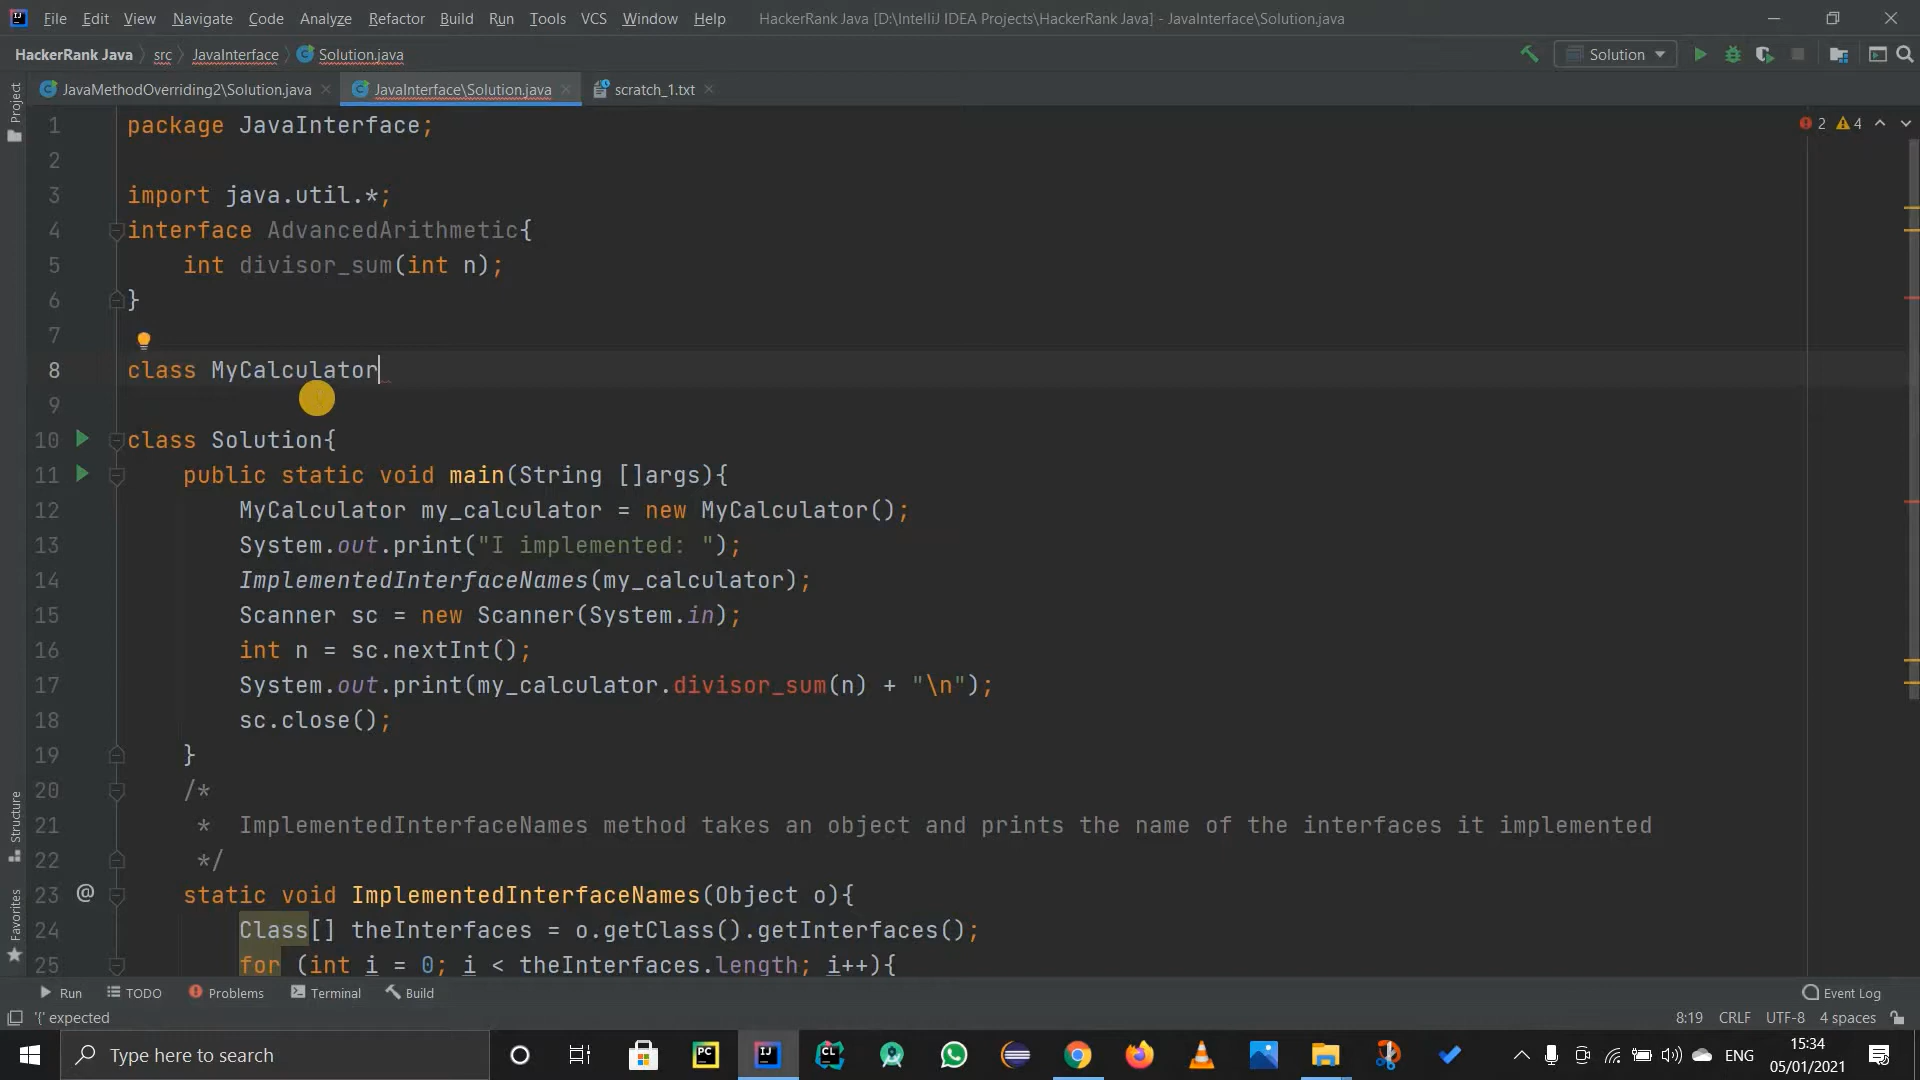 File Edit View Navigate Code Analyze Refactor Build Run Tools VCS Window Help HackerRank Java [D:\IntelliJ IDEA Projects\HackerRank Java] - JavaInterface\Solution.java
HackerRank Java src JavaInterface Solution.java Solution
JavaMethodOverriding2\Solution.java JavaInterface\Solution.java scratch_1.txt
Project
2 4
1 package JavaInterface;
2
3 import java.util.*;
4 interface AdvancedArithmetic{
5 int divisor_sum(int n);
6 }
7
8 class MyCalculator
9
10 class Solution{
11 public static void main(String []args){
12 MyCalculator my_calculator = new MyCalculator();
13 System.out.print("I implemented: ");
14 ImplementedInterfaceNames(my_calculator);
15 Scanner sc = new Scanner(System.in);
16 int n = sc.nextInt();
17 System.out.print(my_calculator.divisor_sum(n) + "\n");
18 sc.close();
19 }
20 /*
21 * ImplementedInterfaceNames method takes an object and prints the name of the interfaces it implemented
22 */
23 @ static void ImplementedInterfaceNames(Object o){
24 Class[] theInterfaces = o.getClass().getInterfaces();
25 for (int i = 0; i < theInterfaces.length; i++){
Structure
Favorites
Run TODO Problems Terminal Build Event Log
'{' expected 8:19 CRLF UTF-8 4 spaces
Type here to search PC IJ CL ENG 15:34
05/01/2021